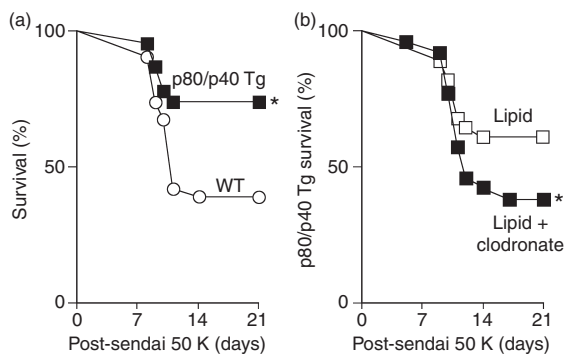 (a)
100
50
0
Survival (%)
p80/p40 Tg
*
WT
0 7 14 21
Post-sendai 50 K (days)
(b)
100
50
0
p80/p40 Tg survival (%)
Lipid
*
Lipid +
clodronate
0 7 14 21
Post-sendai 50 K (days)